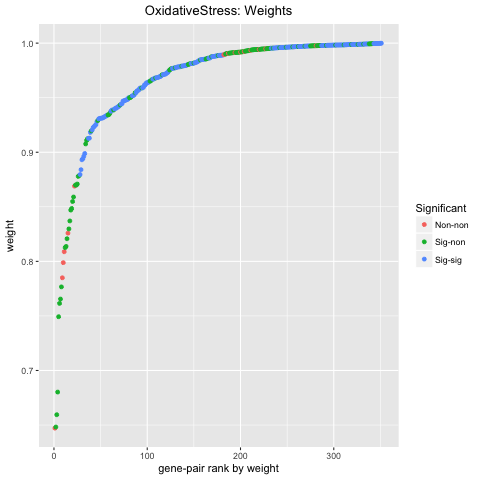 OxidativeStress: Weights
1.0
0.9
0.8
0.7
weight
0
100
200
300
gene-pair rank by weight
Significant
Non-non
Sig-non
Sig-sig